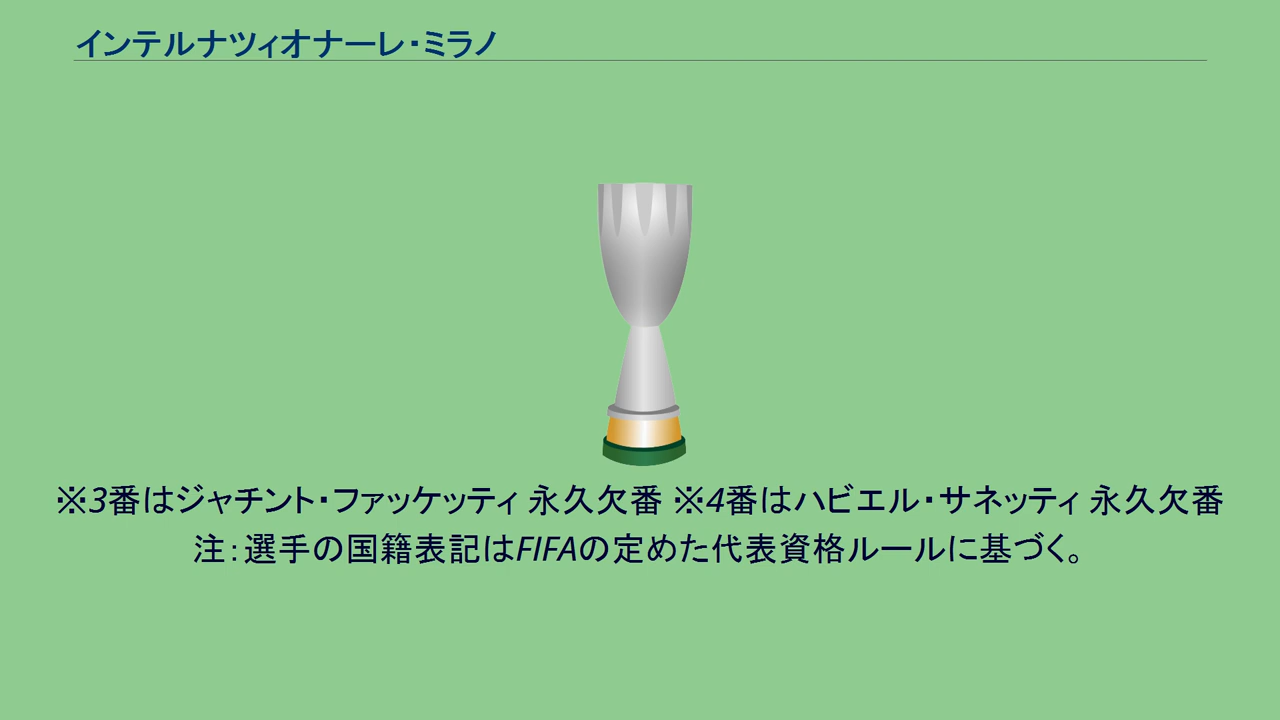 インテルナツィオナーレ・ミラノ
※3番はジャチント・ファッケッティ 永久欠番 ※4番はハビエル・サネッティ 永久欠番
注：選手の国籍表記はFIFAの定めた代表資格ルールに基づく。